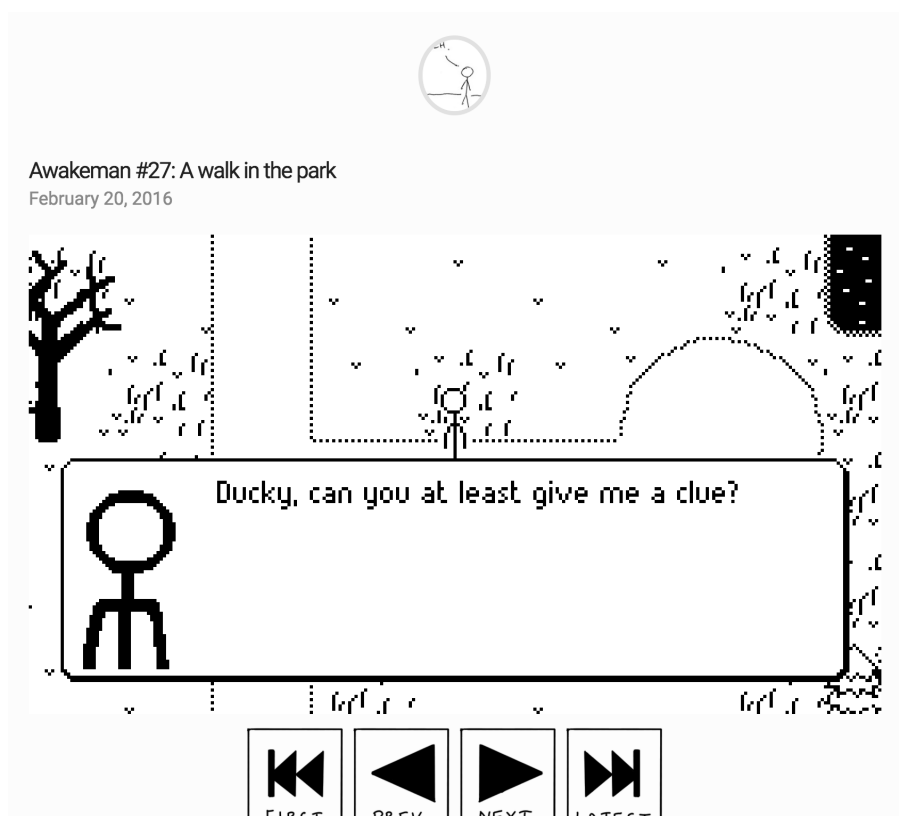 Awakeman #27: A walk in the park
February 20, 2016
Ducky, can you at least give me a clue?
FIRST PREV NEXT LATEST